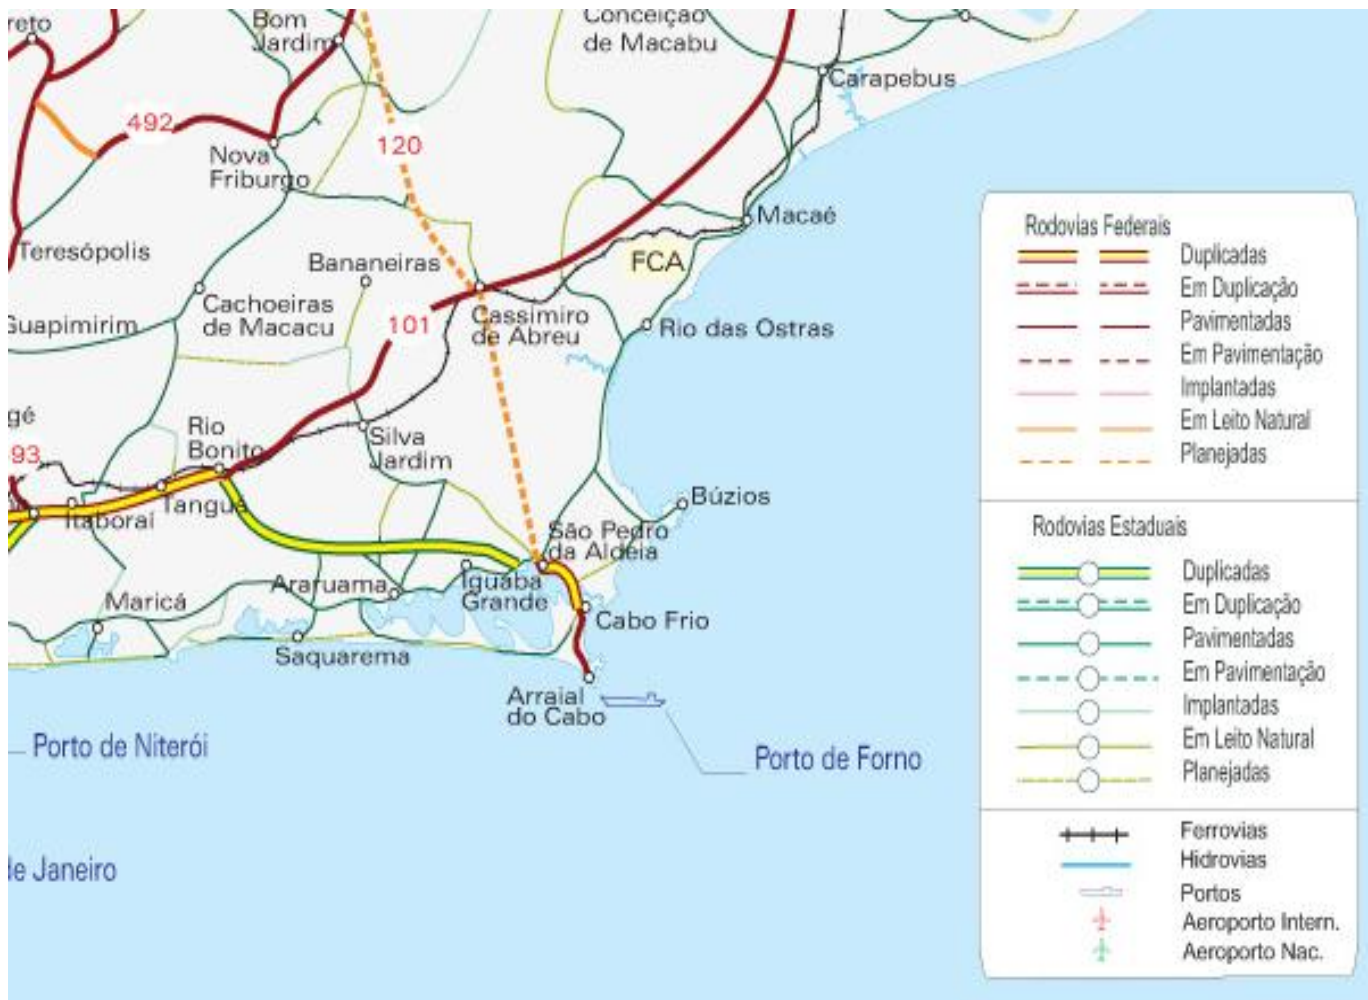 reto
Bom
Jardim
Conceição
de Macabu
Carapebus
492
120
Nova
Friburgo
Macaé
Teresópolis
Bananeiras
FCA
Cachoeiras
de Macacu
Guapimirim
101
Cassimiro
de Abreu
Rio das Ostras
gé
93
Rio
Bonito
Silva
Jardim
Itaboraí
Tanguá
Búzios
São Pedro
da Aldeia
Araruama
Iguaba
Grande
Maricá
Cabo Frio
Saquarema
Arraial
do Cabo
Porto de Niterói
Porto de Forno
de Janeiro
Rodovias Federais
Duplicadas
Em Duplicação
Pavimentadas
Em Pavimentação
Implantadas
Em Leito Natural
Planejadas
Rodovias Estaduais
Duplicadas
Em Duplicação
Pavimentadas
Em Pavimentação
Implantadas
Em Leito Natural
Planejadas
Ferrovias
Hidrovias
Portos
Aeroporto Intern.
Aeroporto Nac.